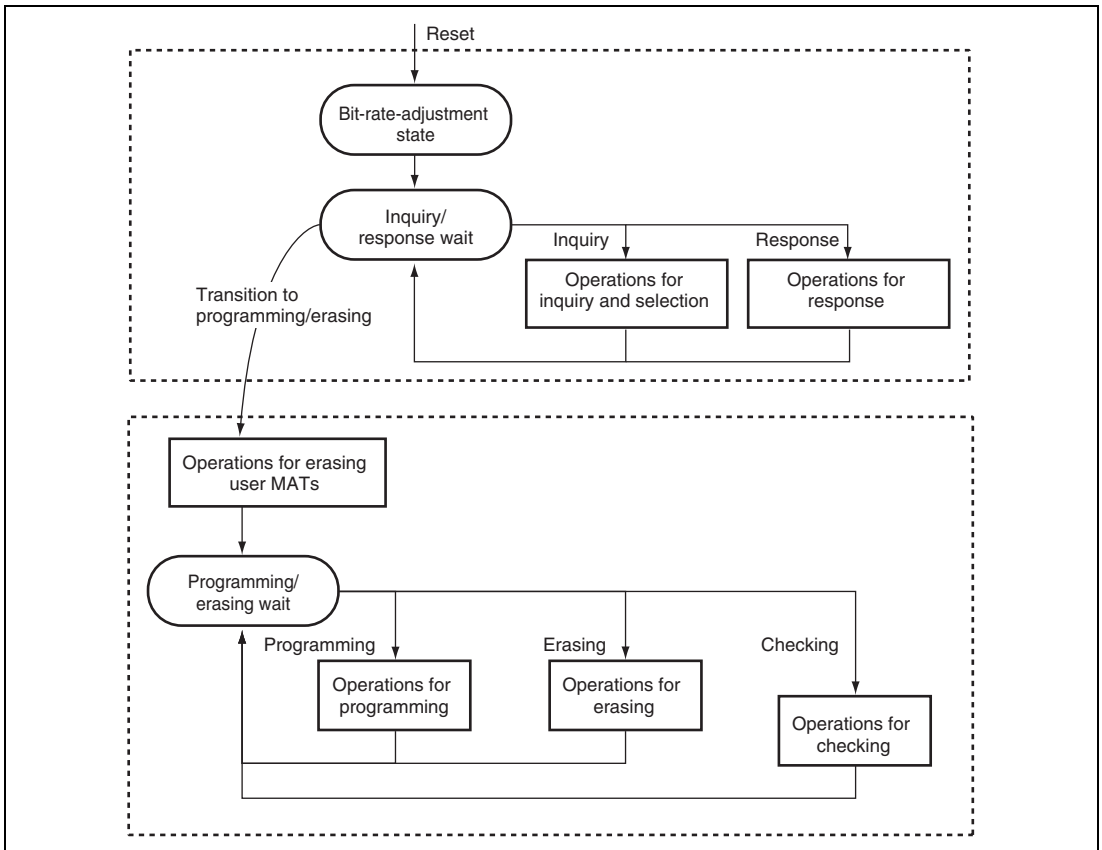 Reset
Bit-rate-adjustment
state
Inquiry/
response wait
Inquiry
Response
Operations for
inquiry and selection
Operations for
response
Transition to
programming/erasing
Operations for erasing
user MATs
Programming/
erasing wait
Programming
Erasing
Checking
Operations for
programming
Operations for
erasing
Operations for
checking